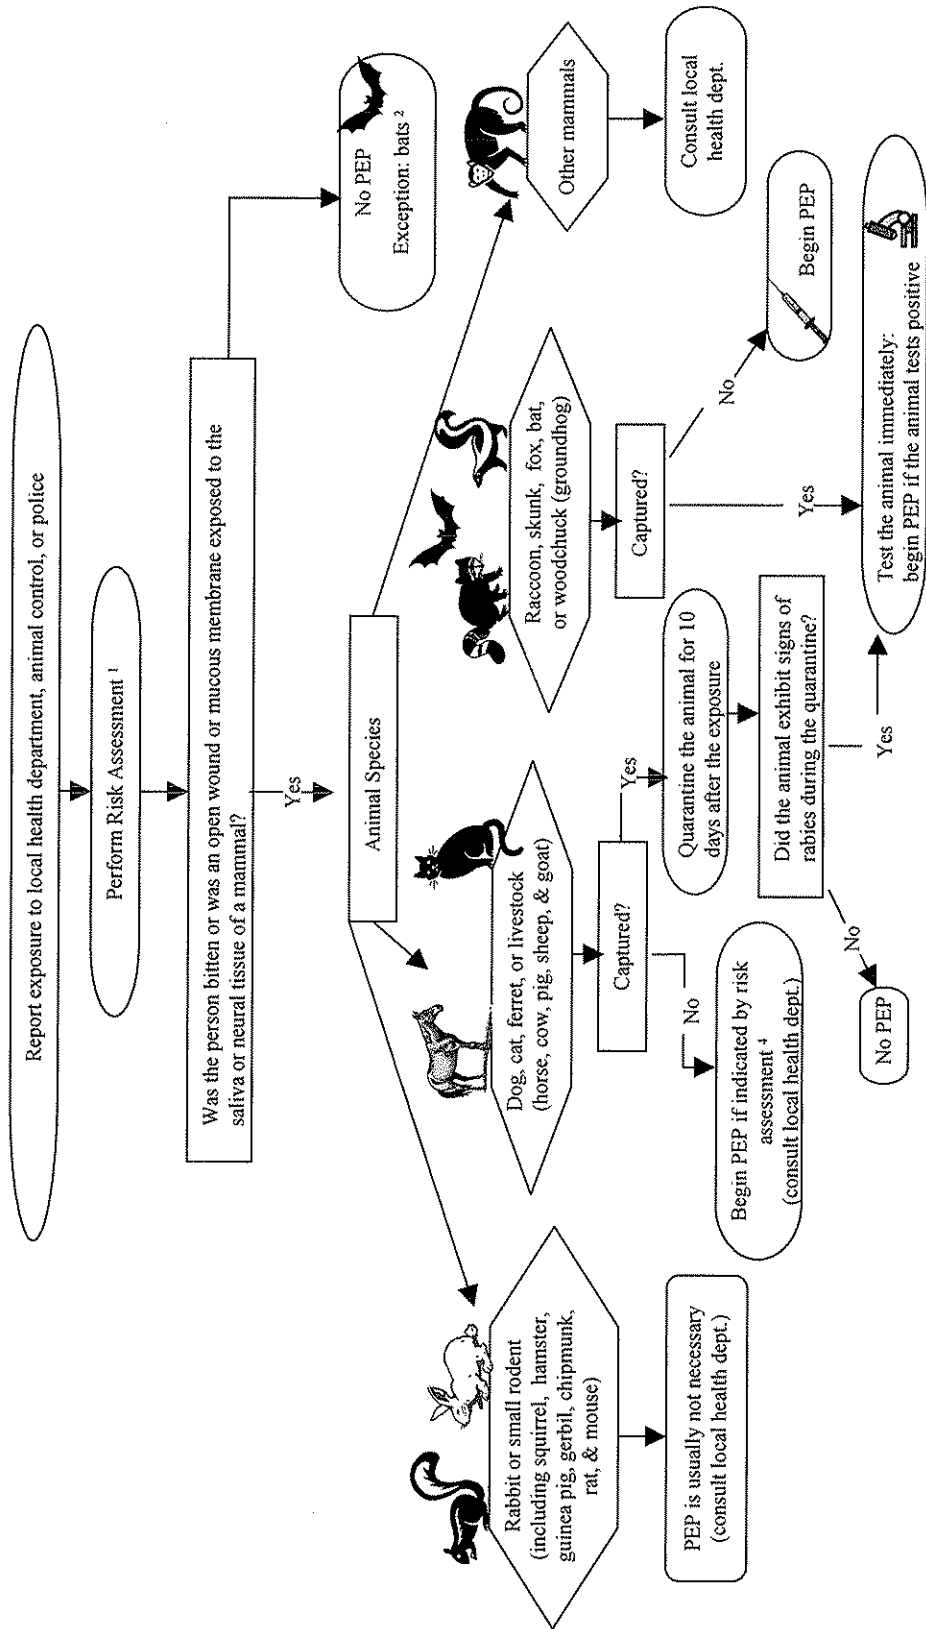 Report exposure to local health department, animal control, or police
Perform Risk Assessment 1
Was the person bitten or was an open wound or mucous membrane exposed to the
saliva or neural tissue of a mammal?
Yes
No PEP
Exception: bats 2
Animal Species
Rabbit or small rodent
(including squirrel, hamster,
guinea pig, gerbil, chipmunk,
rat, & mouse)
PEP is usually not necessary
(consult local health dept.)
Dog, cat, ferret, or livestock
(horse, cow, pig, sheep, & goat)
Captured?
No
Begin PEP if indicated by risk
assessment 4
(consult local health dept.)
Yes
Quarantine the animal for 10
days after the exposure
Did the animal exhibit signs of
rabies during the quarantine?
No
No PEP
Yes
Raccoon, skunk, fox, bat,
or woodchuck (groundhog)
Captured?
No
Begin PEP
Yes
Test the animal immediately:
begin PEP if the animal tests positive
Other mammals
Consult local
health dept.